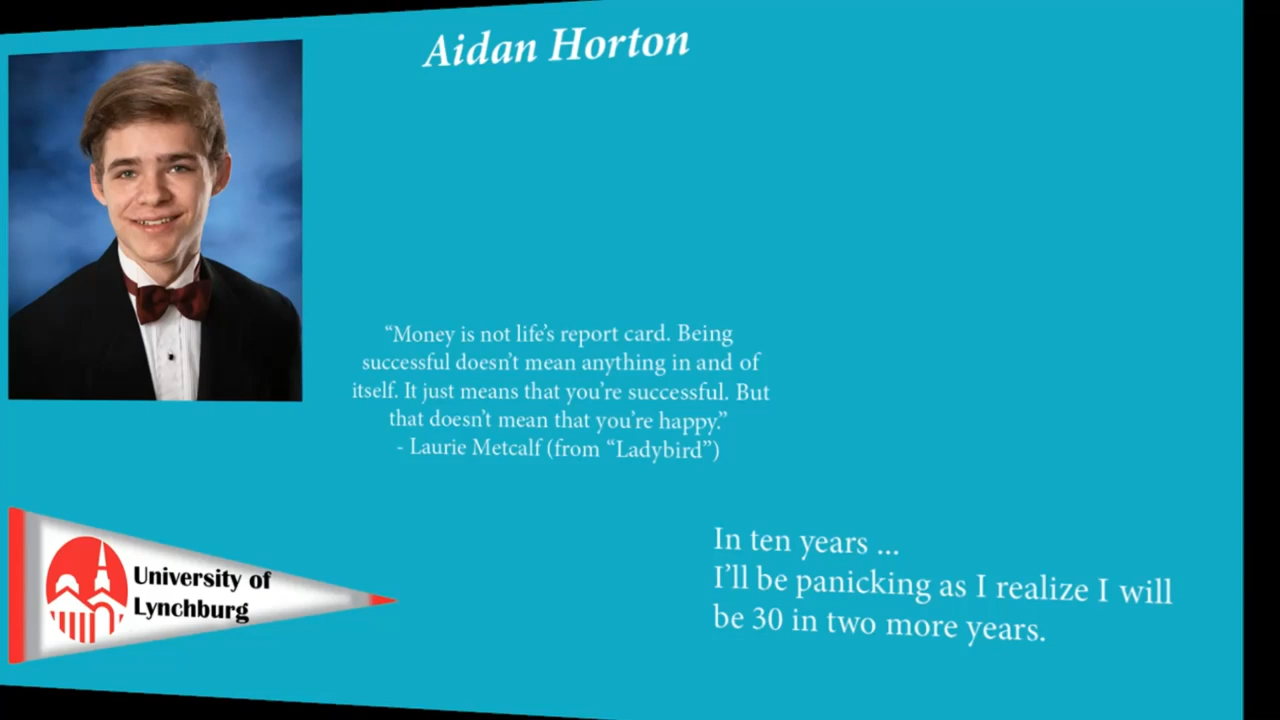 Aidan Horton
“Money is not life’s report card. Being
successful doesn’t mean anything in and of
itself. It just means that you’re successful. But
that doesn’t mean that you’re happy.”
- Laurie Metcalf (from “Ladybird”)
University of
Lynchburg
In ten years ...
I’ll be panicking as I realize I will
be 30 in two more years.